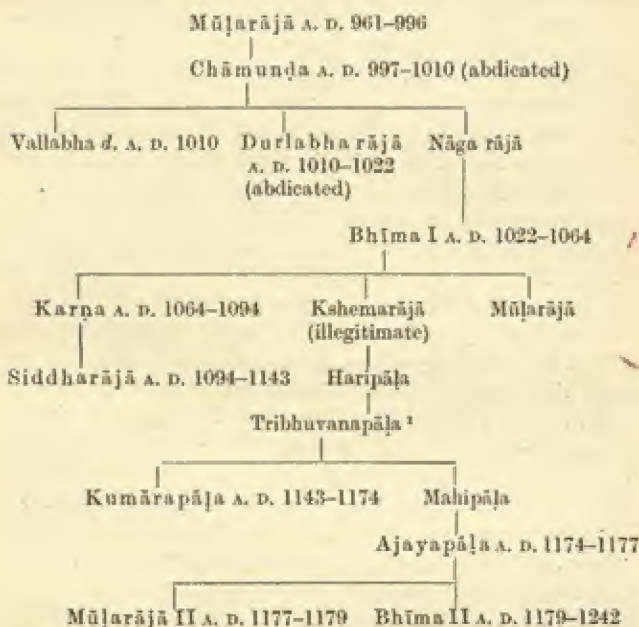 Mūḷarājā A. D. 961–996
Chāmuṇḍa A. D. 997–1010 (abdicated)
Vallabha d. A. D. 1010 Durlabha rājā Nāga rājā
A. D. 1010–1022
(abdicated)
Bhīma I A. D. 1022–1064
Karṇa A. D. 1064–1094 Kshemarājā Mūḷarājā
(illegitimate)
Siddharājā A. D. 1094–1143 Haripāḷa
Tribhuvanapāḷa ¹
Kumārapāḷa A. D. 1143–1174 Mahipāḷa
Ajayapāḷa A. D. 1174–1177
Mūḷarājā II A. D. 1177–1179 Bhīma II A. D. 1179–1242